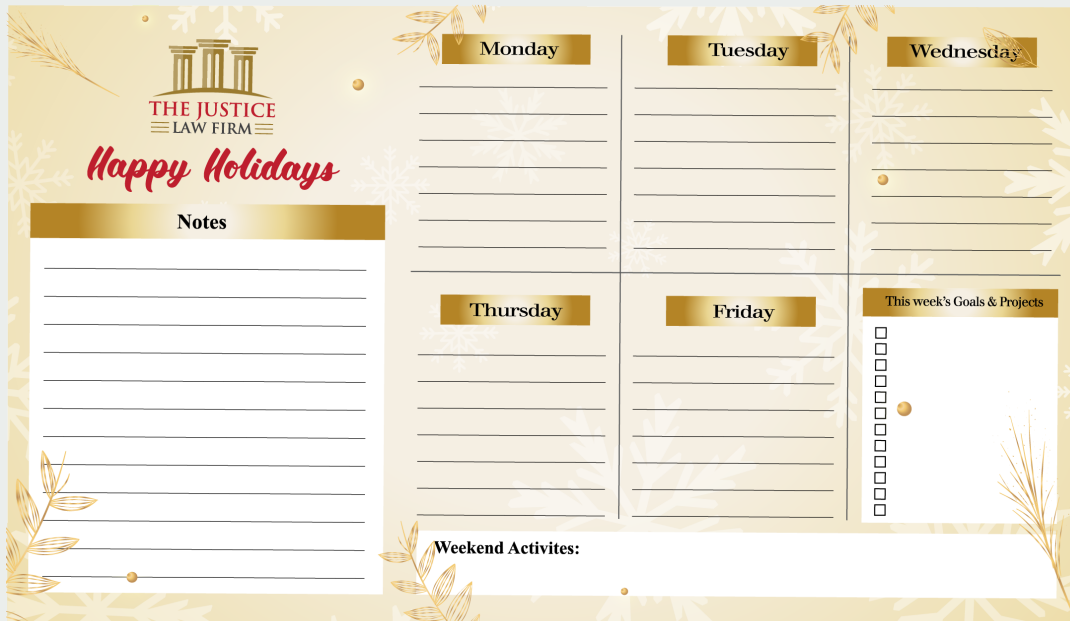 THE JUSTICE
LAW FIRM
Happy Holidays
Notes
Monday
Tuesday
Wednesday
Thursday
Friday
This week's Goals & Projects
Weekend Activites: